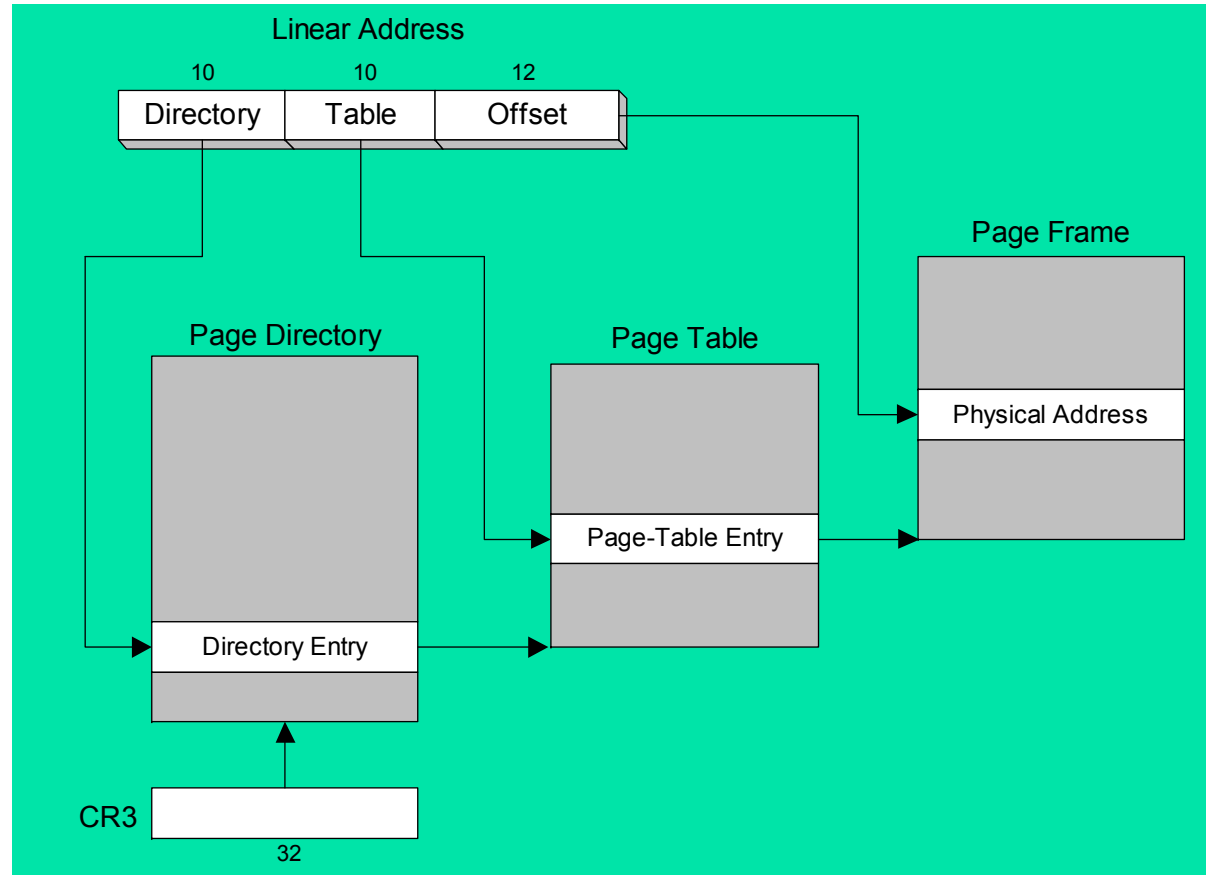 Linear Address
10 10 12
Directory Table Offset
Page Frame
Physical Address
Page Directory
Page Table
Page-Table Entry
Directory Entry
CR3
32